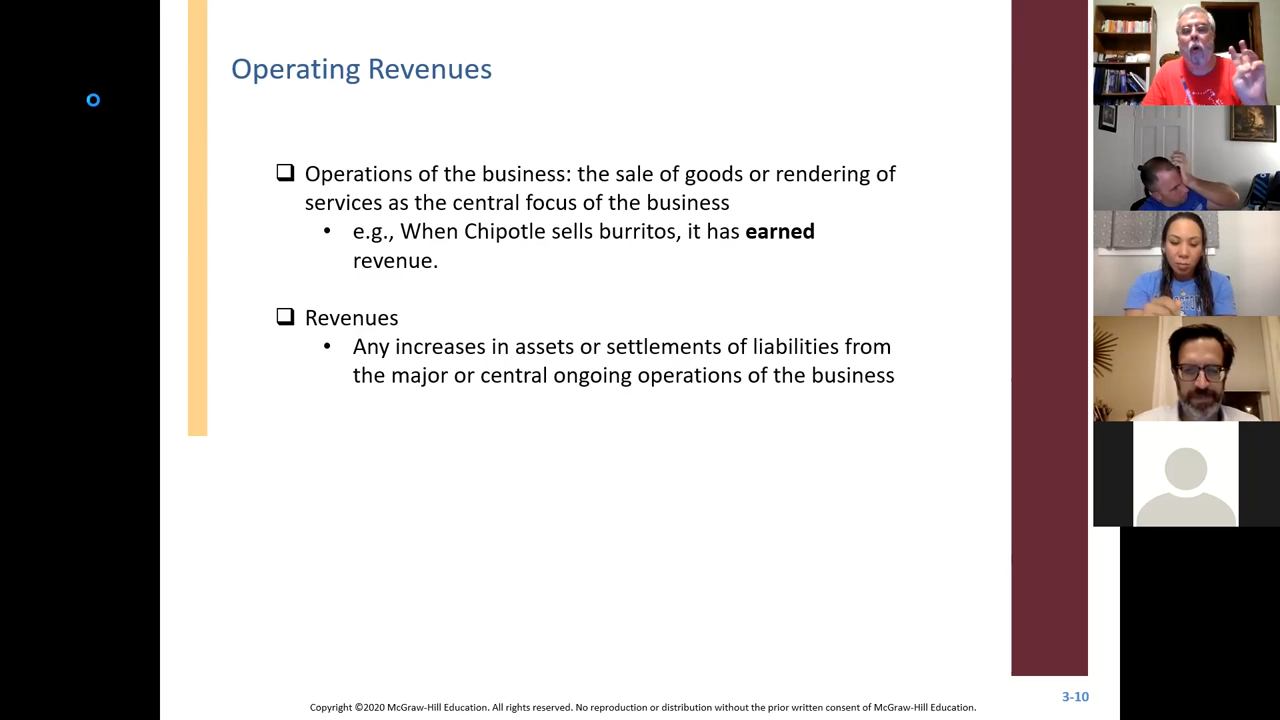 Operating Revenues
❑ Operations of the business: the sale of goods or rendering of
services as the central focus of the business
• e.g., When Chipotle sells burritos, it has earned
revenue.
❑ Revenues
• Any increases in assets or settlements of liabilities from
the major or central ongoing operations of the business
3-10
Copyright ©2020 McGraw-Hill Education. All rights reserved. No reproduction or distribution without the prior written consent of McGraw-Hill Education.